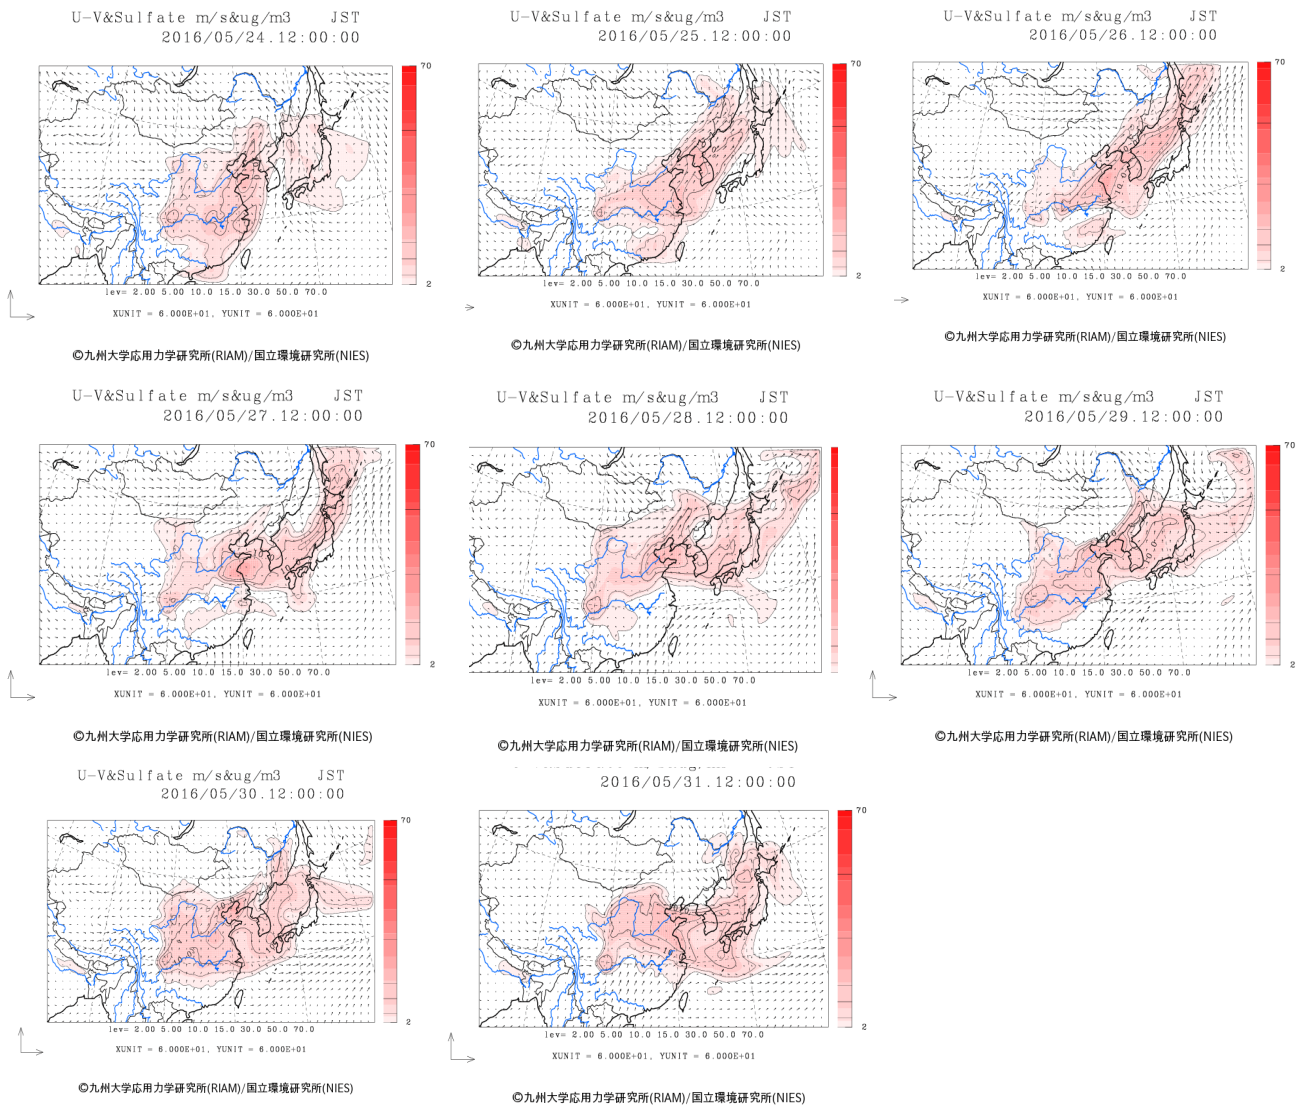 U-V&Sulfate m/s&ug/m3 JST
2016/05/24.12:00:00
70
2
lev= 2.00 5.00 10.0 15.0 30.0 50.0 70.0
XUNIT = 6.000E+01, YUNIT = 6.000E+01
©九州大学応用力学研究所(RIAM)/国立環境研究所(NIES)
U-V&Sulfate m/s&ug/m3 JST
2016/05/25.12:00:00
70
2
lev= 2.00 5.00 10.0 15.0 30.0 50.0 70.0
XUNIT = 6.000E+01, YUNIT = 6.000E+01
©九州大学応用力学研究所(RIAM)/国立環境研究所(NIES)
U-V&Sulfate m/s&ug/m3 JST
2016/05/26.12:00:00
70
2
lev= 2.00 5.00 10.0 15.0 30.0 50.0 70.0
XUNIT = 6.000E+01, YUNIT = 6.000E+01
©九州大学応用力学研究所(RIAM)/国立環境研究所(NIES)
U-V&Sulfate m/s&ug/m3 JST
2016/05/27.12:00:00
70
2
lev= 2.00 5.00 10.0 15.0 30.0 50.0 70.0
XUNIT = 6.000E+01, YUNIT = 6.000E+01
©九州大学応用力学研究所(RIAM)/国立環境研究所(NIES)
U-V&Sulfate m/s&ug/m3 JST
2016/05/28.12:00:00
lev= 2.00 5.00 10.0 15.0 30.0 50.0 70.0
XUNIT = 6.000E+01, YUNIT = 6.000E+01
©九州大学応用力学研究所(RIAM)/国立環境研究所(NIES)
U-V&Sulfate m/s&ug/m3 JST
2016/05/29.12:00:00
70
2
lev= 2.00 5.00 10.0 15.0 30.0 50.0 70.0
XUNIT = 6.000E+01, YUNIT = 6.000E+01
©九州大学応用力学研究所(RIAM)/国立環境研究所(NIES)
U-V&Sulfate m/s&ug/m3 JST
2016/05/30.12:00:00
70
2
lev= 2.00 5.00 10.0 15.0 30.0 50.0 70.0
XUNIT = 6.000E+01, YUNIT = 6.000E+01
©九州大学応用力学研究所(RIAM)/国立環境研究所(NIES)
2016/05/31.12:00:00
70
2
lev= 2.00 5.00 10.0 15.0 30.0 50.0 70.0
XUNIT = 6.000E+01, YUNIT = 6.000E+01
©九州大学応用力学研究所(RIAM)/国立環境研究所(NIES)